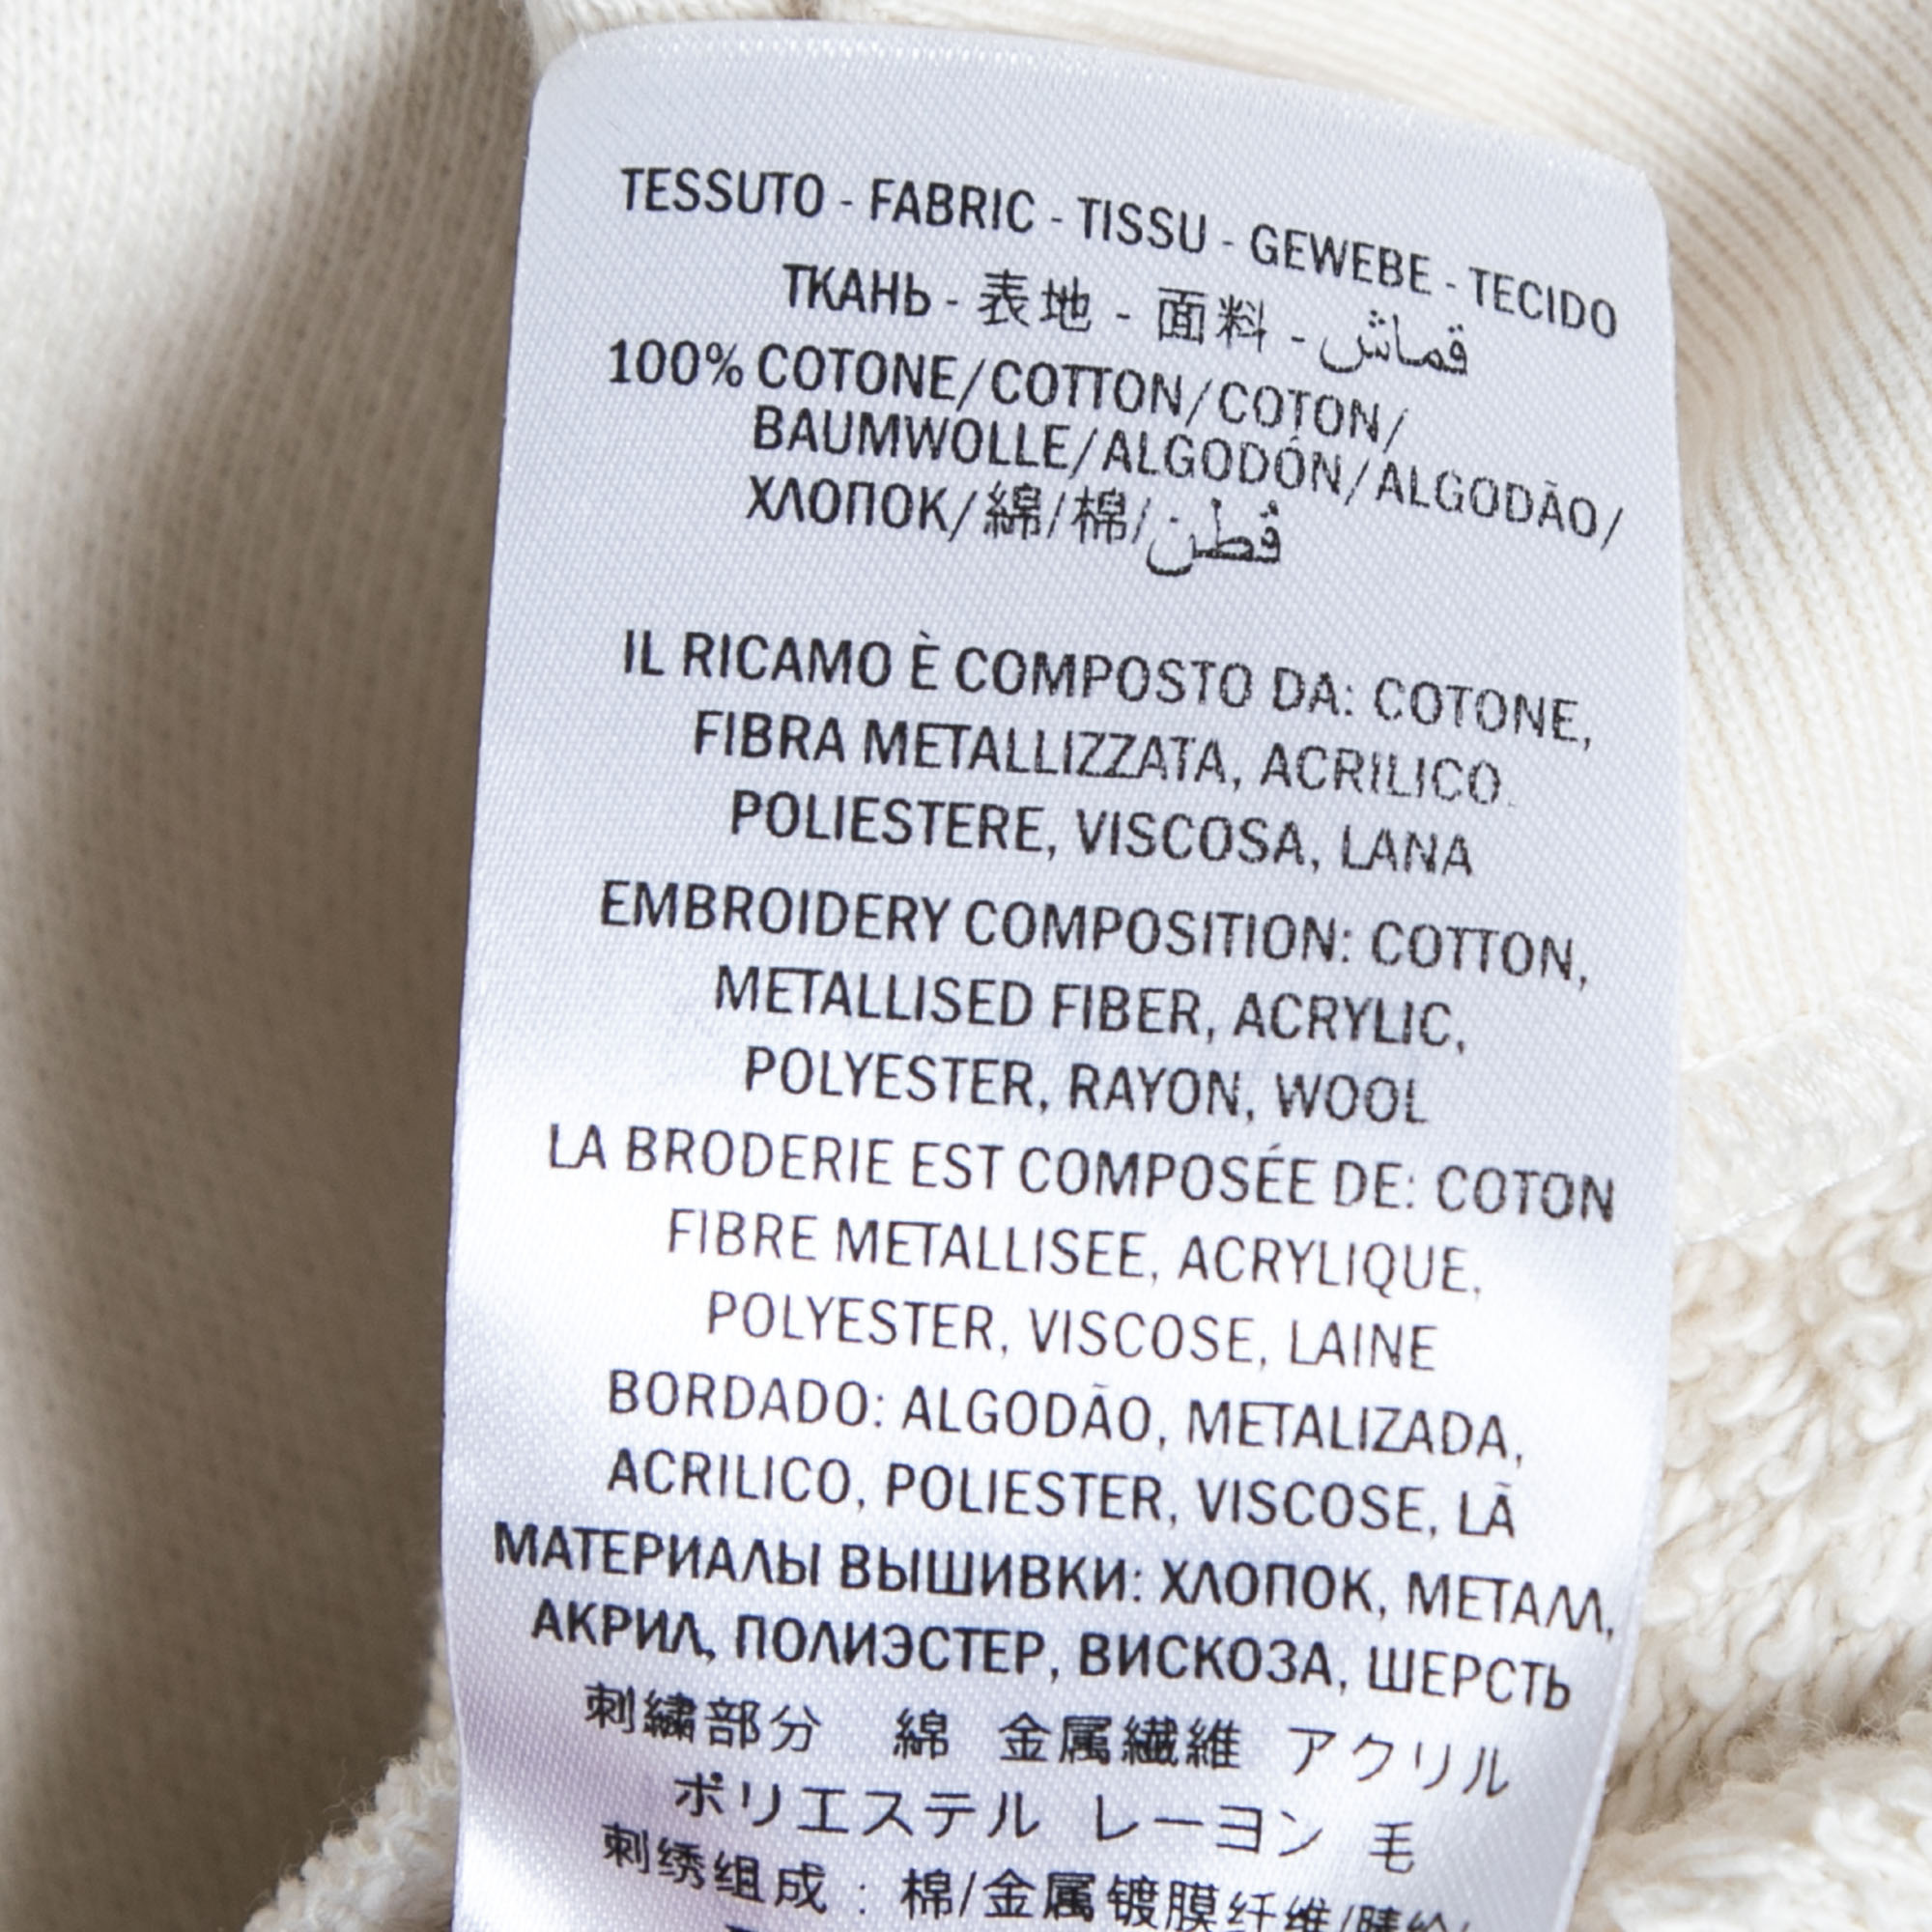 TESSUTO - FABRIC - TISSU - GEWEBE - TECIDO
ТКАНЬ - 表地 - 面料 - قماش
100% COTONE/COTTON/COTON/
BAUMWOLLE/ALGODÓN/ALGODÃO/
ХЛОПОК/綿/棉/قطن
IL RICAMO È COMPOSTO DA: COTONE,
FIBRA METALLIZZATA, ACRILICO.
POLIESTERE, VISCOSA, LANA
EMBROIDERY COMPOSITION: COTTON,
METALLISED FIBER, ACRYLIC,
POLYESTER, RAYON, WOOL
LA BRODERIE EST COMPOSÉE DE: COTON
FIBRE METALLISEE, ACRYLIQUE,
POLYESTER, VISCOSE, LAINE
BORDADO: ALGODÃO, METALIZADA,
ACRILICO, POLIESTER, VISCOSE, LÃ
МАТЕРИАЛЫ ВЫШИВКИ: ХЛОПОК, МЕТАЛЛ,
АКРИЛ, ПОЛИЭСТЕР, ВИСКОЗА, ШЕРСТЬ
刺繍部分 綿 金属繊維 アクリル
ポリエステル レーヨン 毛
刺绣组成：棉/金属镀膜纤维/